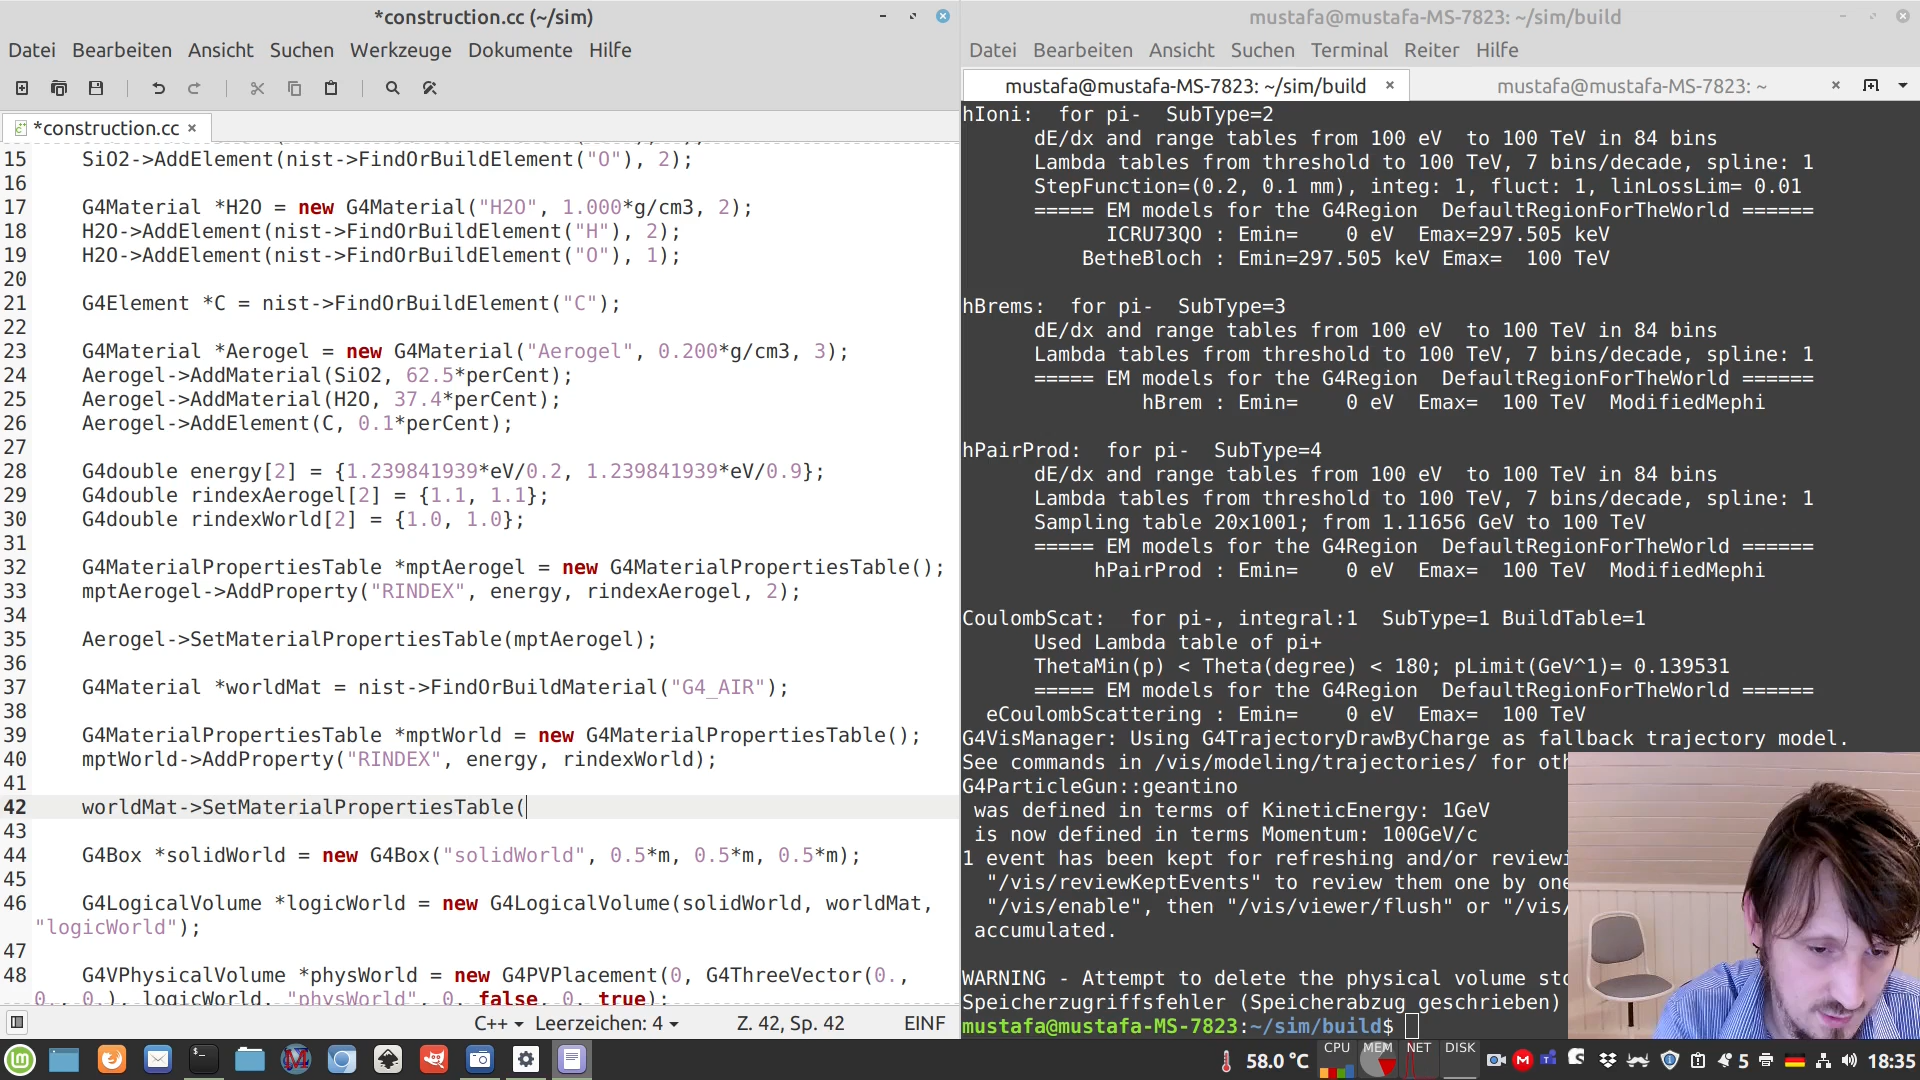 *construction.cc (~/sim)
Datei Bearbeiten Ansicht Suchen Werkzeuge Dokumente Hilfe
*construction.cc ×
15     SiO2->AddElement(nist->FindOrBuildElement("O"), 2);
16
17     G4Material *H2O = new G4Material("H2O", 1.000*g/cm3, 2);
18     H2O->AddElement(nist->FindOrBuildElement("H"), 2);
19     H2O->AddElement(nist->FindOrBuildElement("O"), 1);
20
21     G4Element *C = nist->FindOrBuildElement("C");
22
23     G4Material *Aerogel = new G4Material("Aerogel", 0.200*g/cm3, 3);
24     Aerogel->AddMaterial(SiO2, 62.5*perCent);
25     Aerogel->AddMaterial(H2O, 37.4*perCent);
26     Aerogel->AddElement(C, 0.1*perCent);
27
28     G4double energy[2] = {1.239841939*eV/0.2, 1.239841939*eV/0.9};
29     G4double rindexAerogel[2] = {1.1, 1.1};
30     G4double rindexWorld[2] = {1.0, 1.0};
31
32     G4MaterialPropertiesTable *mptAerogel = new G4MaterialPropertiesTable();
33     mptAerogel->AddProperty("RINDEX", energy, rindexAerogel, 2);
34
35     Aerogel->SetMaterialPropertiesTable(mptAerogel);
36
37     G4Material *worldMat = nist->FindOrBuildMaterial("G4_AIR");
38
39     G4MaterialPropertiesTable *mptWorld = new G4MaterialPropertiesTable();
40     mptWorld->AddProperty("RINDEX", energy, rindexWorld);
41
42     worldMat->SetMaterialPropertiesTable(
43
44     G4Box *solidWorld = new G4Box("solidWorld", 0.5*m, 0.5*m, 0.5*m);
45
46     G4LogicalVolume *logicWorld = new G4LogicalVolume(solidWorld, worldMat,
"logicWorld");
47
48     G4VPhysicalVolume *physWorld = new G4PVPlacement(0, G4ThreeVector(0.,
0., 0.), logicWorld, "physWorld", 0, false, 0, true);
C++ Leerzeichen: 4 Z. 42, Sp. 42 EINF
mustafa@mustafa-MS-7823: ~/sim/build
Datei Bearbeiten Ansicht Suchen Terminal Reiter Hilfe
mustafa@mustafa-MS-7823: ~/sim/build × mustafa@mustafa-MS-7823: ~ ×
hIoni:  for pi-  SubType=2
      dE/dx and range tables from 100 eV  to 100 TeV in 84 bins
      Lambda tables from threshold to 100 TeV, 7 bins/decade, spline: 1
      StepFunction=(0.2, 0.1 mm), integ: 1, fluct: 1, linLossLim= 0.01
      ===== EM models for the G4Region  DefaultRegionForTheWorld ======
            ICRU73QO : Emin=    0 eV  Emax=297.505 keV
          BetheBloch : Emin=297.505 keV Emax=  100 TeV
hBrems:  for pi-  SubType=3
      dE/dx and range tables from 100 eV  to 100 TeV in 84 bins
      Lambda tables from threshold to 100 TeV, 7 bins/decade, spline: 1
      ===== EM models for the G4Region  DefaultRegionForTheWorld ======
               hBrem : Emin=    0 eV  Emax=  100 TeV  ModifiedMephi
hPairProd:  for pi-  SubType=4
      dE/dx and range tables from 100 eV  to 100 TeV in 84 bins
      Lambda tables from threshold to 100 TeV, 7 bins/decade, spline: 1
      Sampling table 20x1001; from 1.11656 GeV to 100 TeV
      ===== EM models for the G4Region  DefaultRegionForTheWorld ======
           hPairProd : Emin=    0 eV  Emax=  100 TeV  ModifiedMephi
CoulombScat:  for pi-, integral:1  SubType=1 BuildTable=1
      Used Lambda table of pi+
      ThetaMin(p) < Theta(degree) < 180; pLimit(GeV^1)= 0.139531
      ===== EM models for the G4Region  DefaultRegionForTheWorld ======
  eCoulombScattering : Emin=    0 eV  Emax=  100 TeV
G4VisManager: Using G4TrajectoryDrawByCharge as fallback trajectory model.
See commands in /vis/modeling/trajectories/ for
G4ParticleGun::geantino
 was defined in terms of KineticEnergy: 1GeV
 is now defined in terms Momentum: 100GeV/c
1 event has been kept for refreshing and/or
  "/vis/reviewKeptEvents" to review them one by one
  "/vis/enable", then "/vis/viewer/flush" or "/vis/
 accumulated.
WARNING - Attempt to delete the physical volume
Speicherzugriffsfehler (Speicherabzug geschrieben)
mustafa@mustafa-MS-7823:~/sim/build$
58.0 °C CPU MEM NET DISK 5 18:35